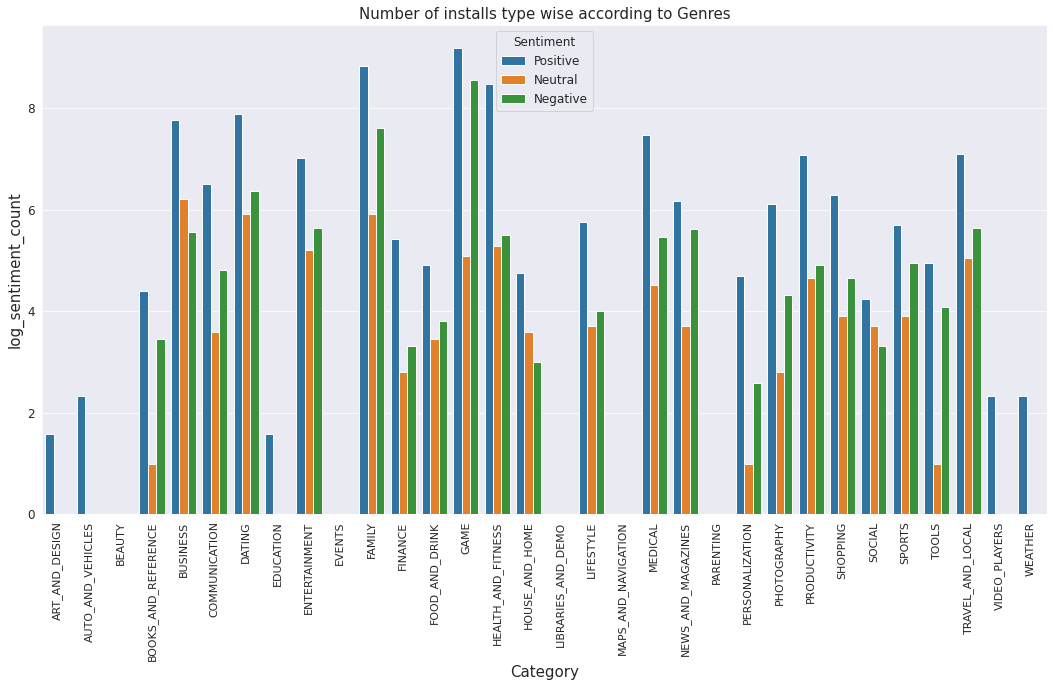 Number of installs type wise according to Genres
Sentiment
Positive
Neutral
Negative
log_sentiment_count
8
6
4
2
0
ART_AND_DESIGN
AUTO_AND_VEHICLES
BEAUTY
BOOKS_AND_REFERENCE
BUSINESS
COMMUNICATION
DATING
EDUCATION
ENTERTAINMENT
EVENTS
FAMILY
FINANCE
FOOD_AND_DRINK
GAME
HEALTH_AND_FITNESS
HOUSE_AND_HOME
LIBRARIES_AND_DEMO
LIFESTYLE
MAPS_AND_NAVIGATION
MEDICAL
NEWS_AND_MAGAZINES
PARENTING
PERSONALIZATION
PHOTOGRAPHY
PRODUCTIVITY
SHOPPING
SOCIAL
SPORTS
TOOLS
TRAVEL_AND_LOCAL
VIDEO_PLAYERS
WEATHER
Category